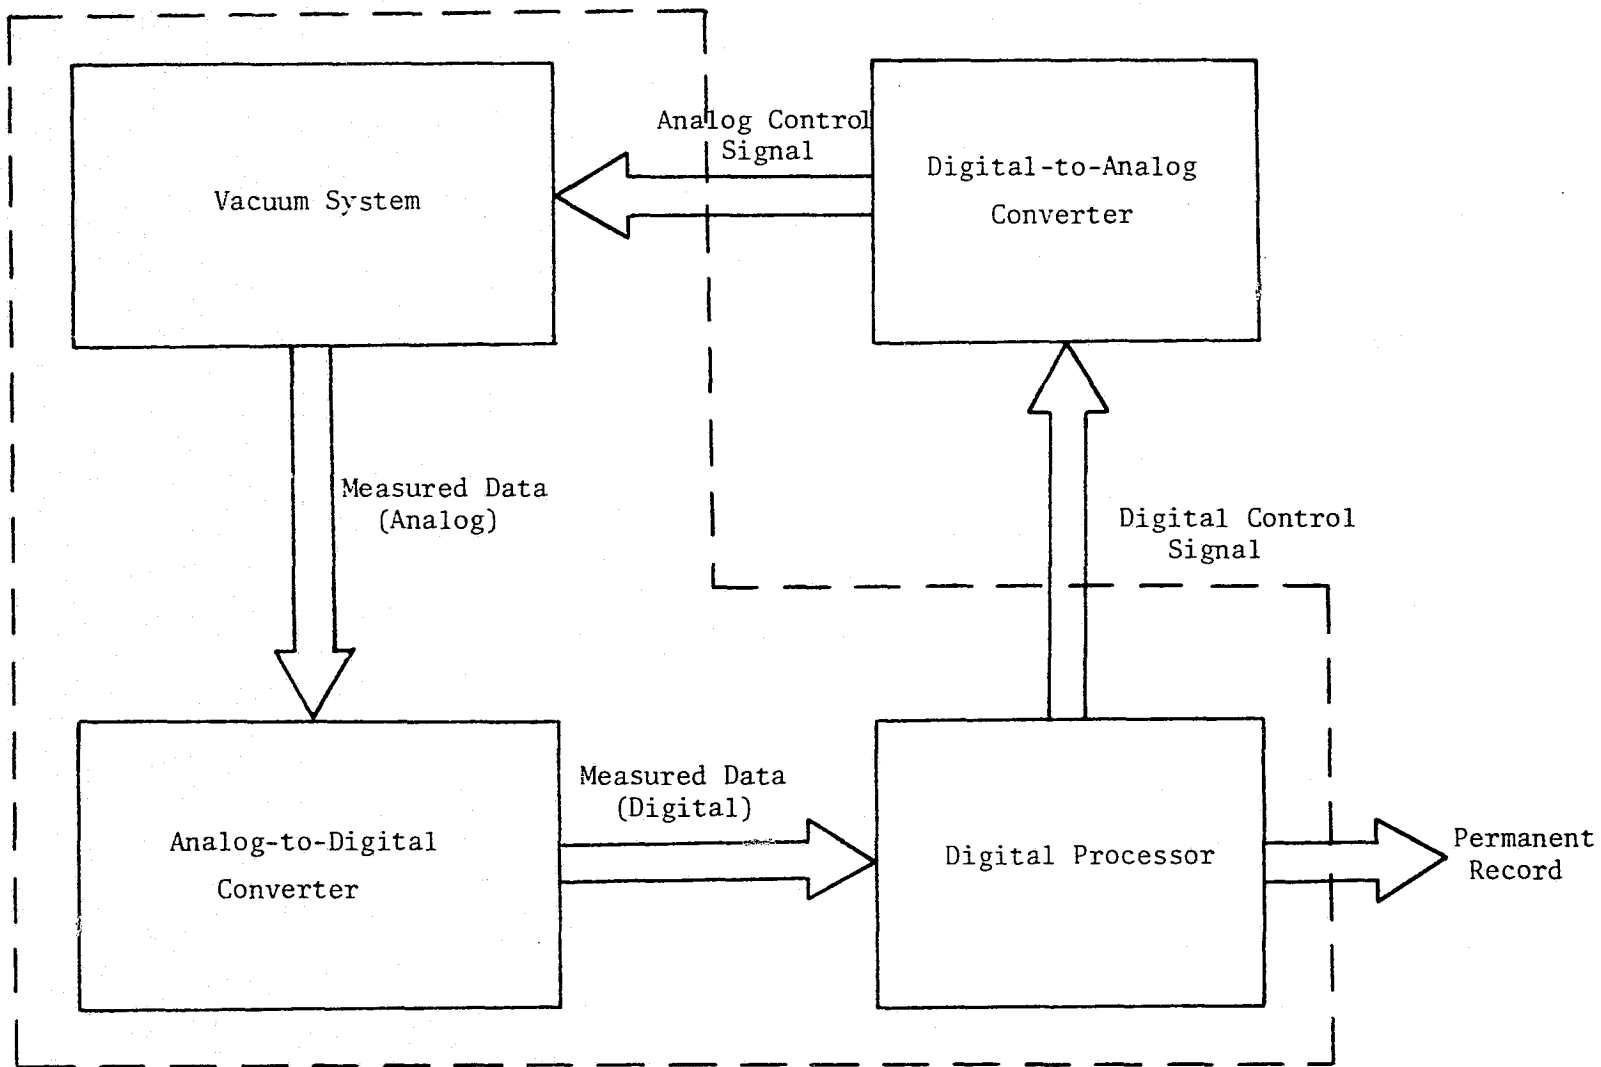 Analog Control
Signal
Vacuum System
Digital-to-Analog
Converter
Measured Data
(Analog)
Digital Control
Signal
Measured Data
(Digital)
Analog-to-Digital
Converter
Digital Processor
Permanent
Record